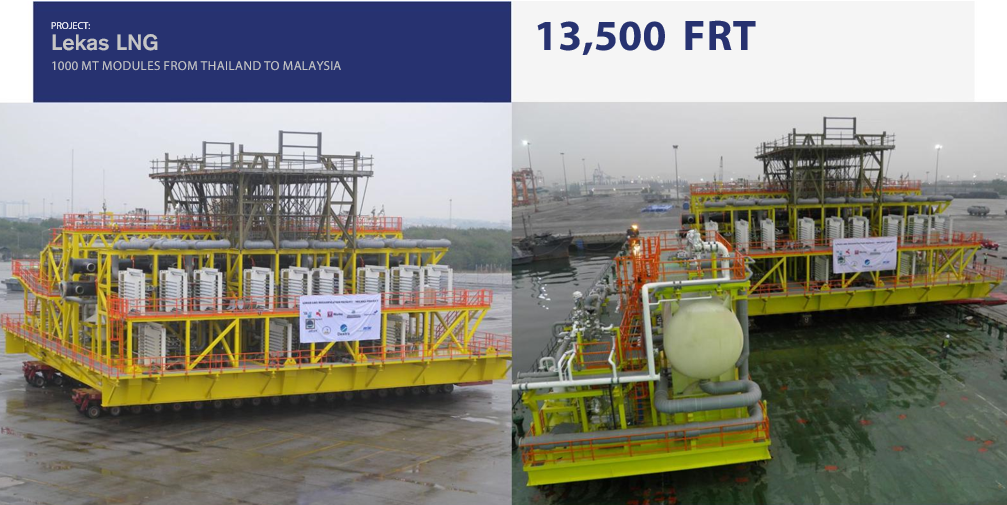 PROJECT:
Lekas LNG
1000 MT MODULES FROM THAILAND TO MALAYSIA
13,500 FRT